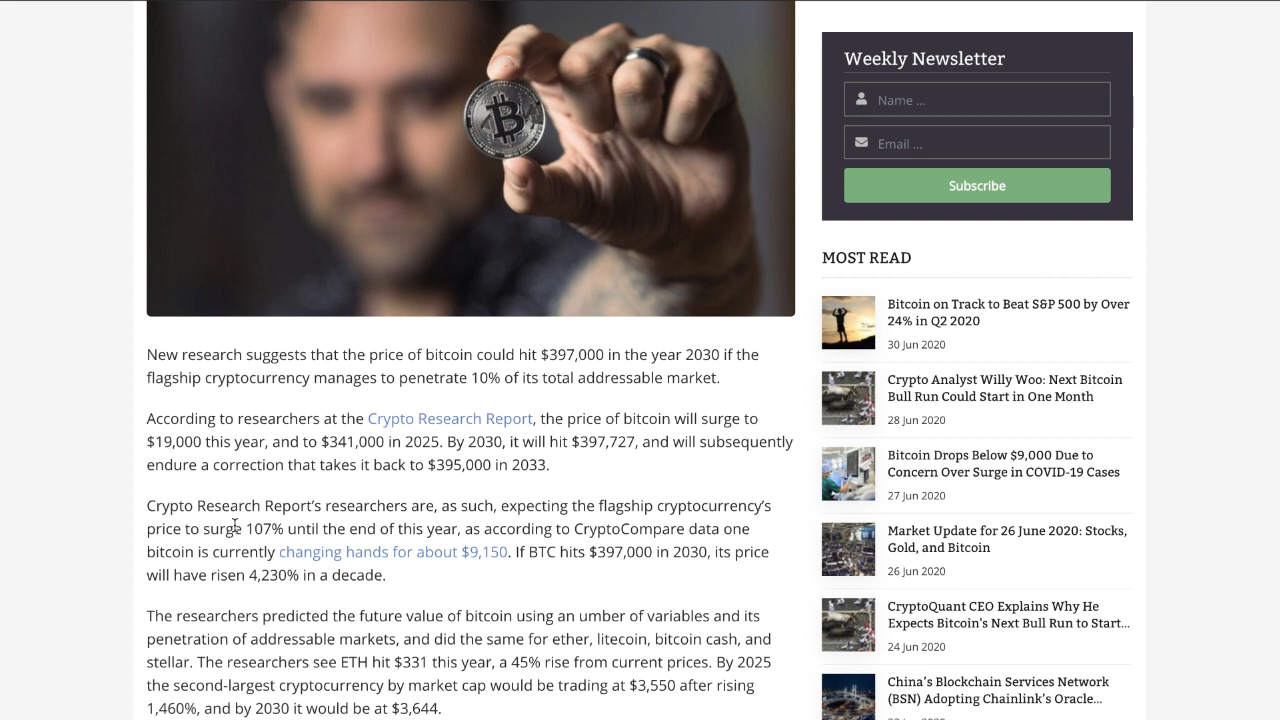 New research suggests that the price of bitcoin could hit $397,000 in the year 2030 if the
flagship cryptocurrency manages to penetrate 10% of its total addressable market.
According to researchers at the Crypto Research Report, the price of bitcoin will surge to
$19,000 this year, and to $341,000 in 2025. By 2030, it will hit $397,727, and will subsequently
endure a correction that takes it back to $395,000 in 2033.
Crypto Research Report's researchers are, as such, expecting the flagship cryptocurrency's
price to surge 107% until the end of this year, as according to CryptoCompare data one
bitcoin is currently changing hands for about $9,150. If BTC hits $397,000 in 2030, its price
will have risen 4,230% in a decade.
The researchers predicted the future value of bitcoin using an umber of variables and its
penetration of addressable markets, and did the same for ether, litecoin, bitcoin cash, and
stellar. The researchers see ETH hit $331 this year, a 45% rise from current prices. By 2025
the second-largest cryptocurrency by market cap would be trading at $3,550 after rising
1,460%, and by 2030 it would be at $3,644.
Weekly Newsletter
Name ...
Email ...
Subscribe
MOST READ
Bitcoin on Track to Beat S&P 500 by Over
24% in Q2 2020
30 Jun 2020
Crypto Analyst Willy Woo: Next Bitcoin
Bull Run Could Start in One Month
28 Jun 2020
Bitcoin Drops Below $9,000 Due to
Concern Over Surge in COVID-19 Cases
27 Jun 2020
Market Update for 26 June 2020: Stocks,
Gold, and Bitcoin
26 Jun 2020
CryptoQuant CEO Explains Why He
Expects Bitcoin's Next Bull Run to Start...
24 Jun 2020
China's Blockchain Services Network
(BSN) Adopting Chainlink's Oracle...